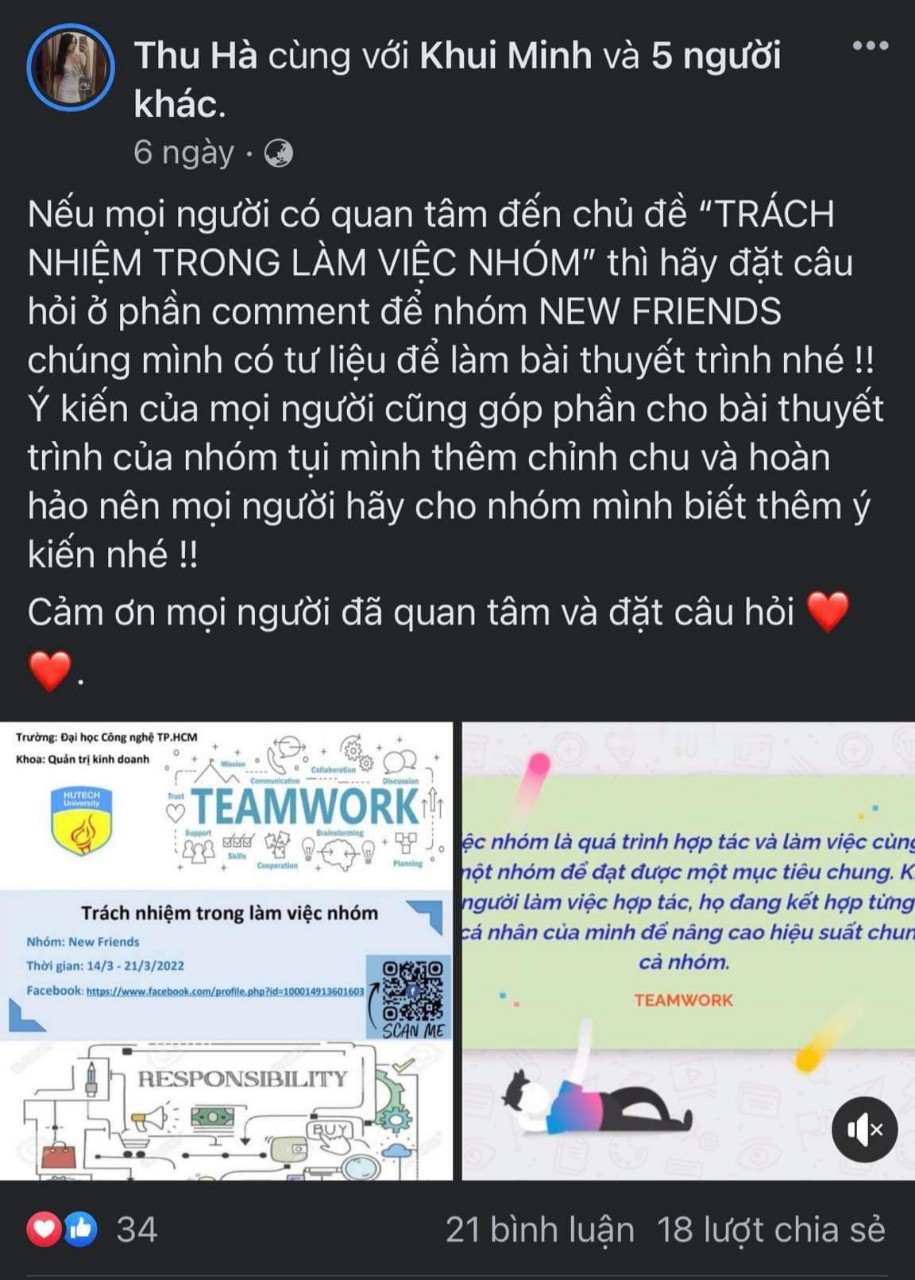 Thu Hà cùng với Khui Minh và 5 người
khác.
6 ngày ·
Nếu mọi người có quan tâm đến chủ đề “TRÁCH
NHIỆM TRONG LÀM VIỆC NHÓM” thì hãy đặt câu
hỏi ở phần comment để nhóm NEW FRIENDS
chúng mình có tư liệu để làm bài thuyết trình nhé !!
Ý kiến của mọi người cũng góp phần cho bài thuyết
trình của nhóm tụi mình thêm chỉnh chu và hoàn
hảo nên mọi người hãy cho nhóm mình biết thêm ý
kiến nhé !!
Cảm ơn mọi người đã quan tâm và đặt câu hỏi ❤️
❤️.
Trường: Đại học Công nghệ TP.HCM
Khoa: Quản trị kinh doanh
HUTECH
University
Mission
Communication
Collaboration
Discussion
Trust
TEAMWORK
Support
Skills
Cooperation
Brainstorming
Planning
Trách nhiệm trong làm việc nhóm
Nhóm: New Friends
Thời gian: 14/3 - 21/3/2022
Facebook: https://www.facebook.com/profile.php?id=100014913601603
SCAN ME
RESPONSIBILITY
BUY
ệc nhóm là quá trình hợp tác và làm việc cùng
một nhóm để đạt được một mục tiêu chung. K
người làm việc hợp tác, họ đang kết hợp từng
cá nhân của mình để nâng cao hiệu suất chun
cả nhóm.
TEAMWORK
34
21 bình luận 18 lượt chia sẻ